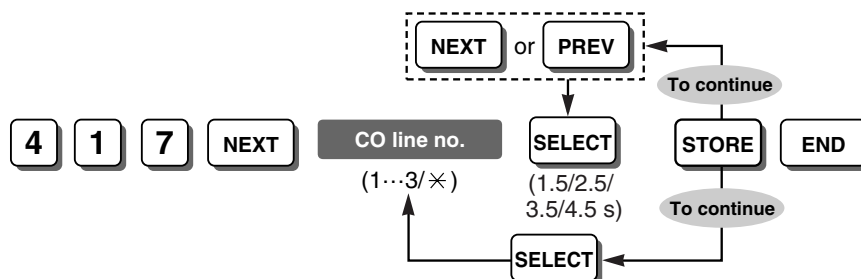 NEXT or PREV
To continue
4 1 7 NEXT CO line no. SELECT STORE END
(1···3/✳) (1.5/2.5/
3.5/4.5 s)
To continue
SELECT